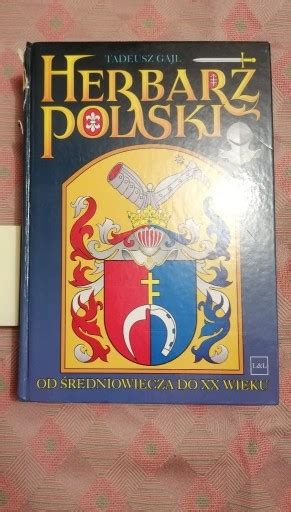 TADEUSZ GAJL
HERBARZ
POLSKI
OD ŚREDNIOWIECZA DO XX WIEKU
L&L